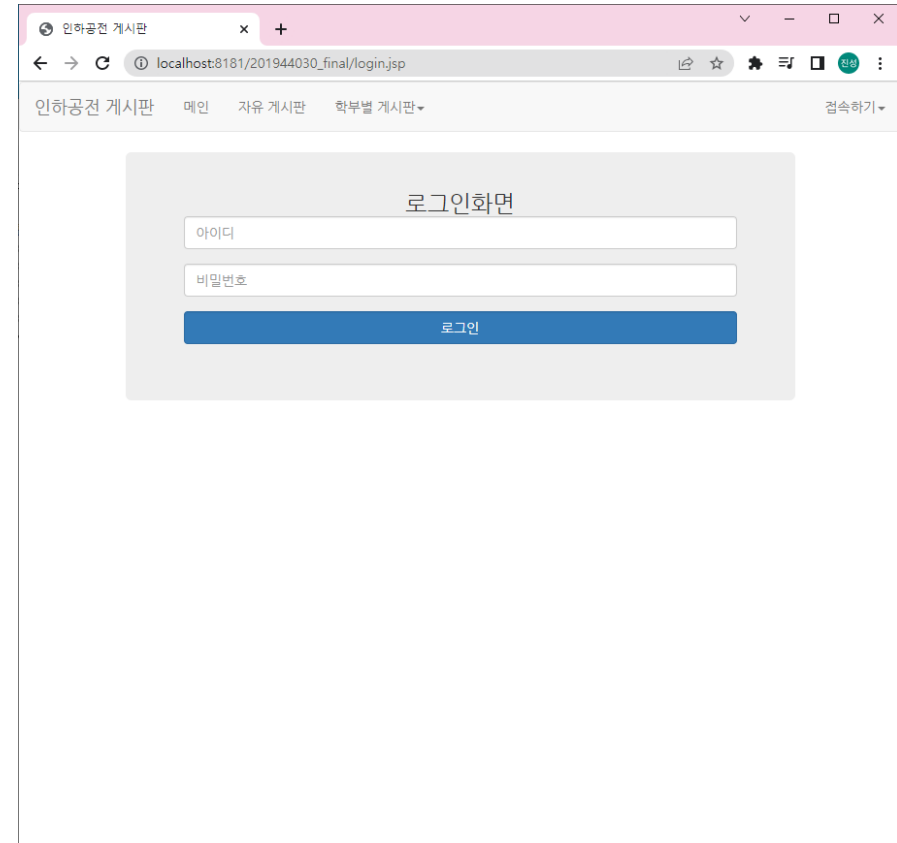 인하공전 게시판
localhost:8181/201944030_final/login.jsp
진성
인하공전 게시판 메인 자유 게시판 학부별 게시판 접속하기
로그인화면
아이디
비밀번호
로그인